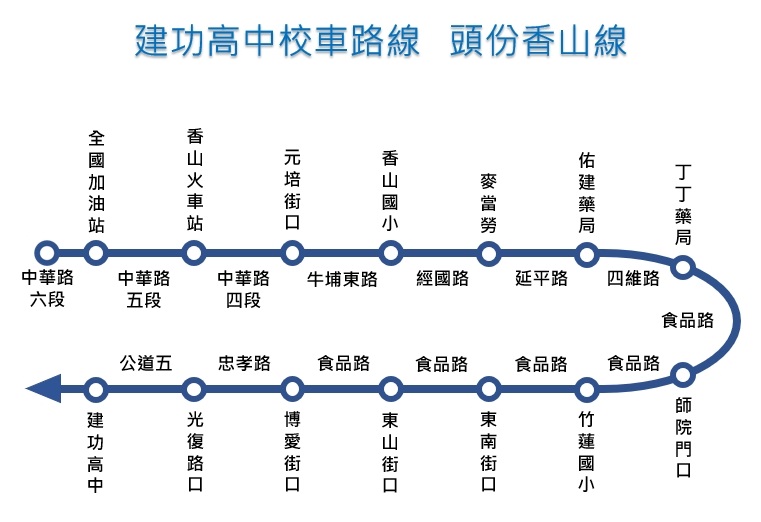 建功高中校車路線 頭份香山線
全國加油站
香山火車站
元培街口
香山國小
麥當勞
佑建藥局
丁丁藥局
中華路
六段
中華路
五段
中華路
四段
牛埔東路
經國路
延平路
四維路
食品路
公道五
忠孝路
食品路
食品路
食品路
食品路
建功高中
光復路口
博愛街口
東山街口
東南街口
竹蓮國小
師院門口